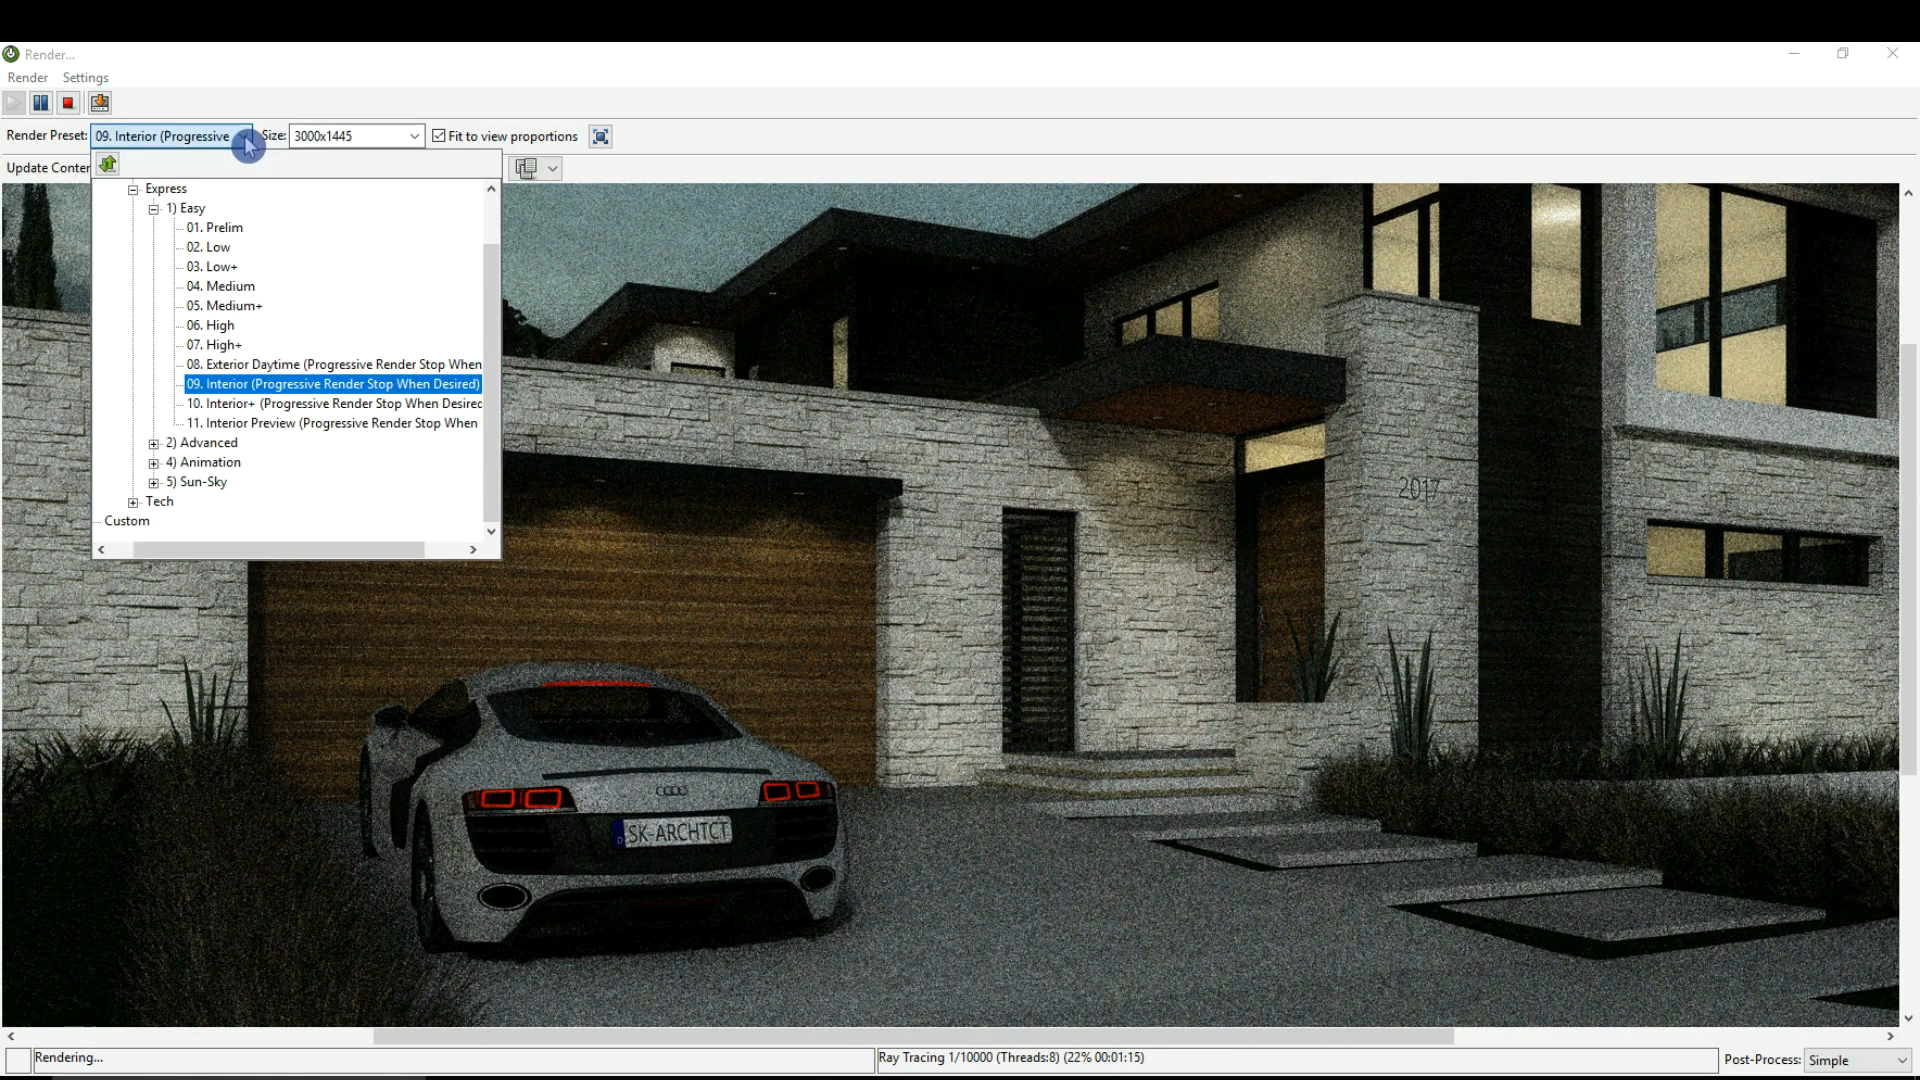 Render...
Render Settings
Render Preset: 09. Interior (Progressive Size: 3000x1445 Fit to view proportions
Update Conter
Express
1) Easy
01. Prelim
02. Low
03. Low+
04. Medium
05. Medium+
06. High
07. High+
08. Exterior Daytime (Progressive Render Stop When
09. Interior (Progressive Render Stop When Desired)
10. Interior+ (Progressive Render Stop When Desired
11. Interior Preview (Progressive Render Stop When
2) Advanced
4) Animation
5) Sun-Sky
Tech
Custom
2017
SK-ARCHTCT
Rendering...
Ray Tracing 1/10000 (Threads:8) (22% 00:01:15)
Post-Process: Simple